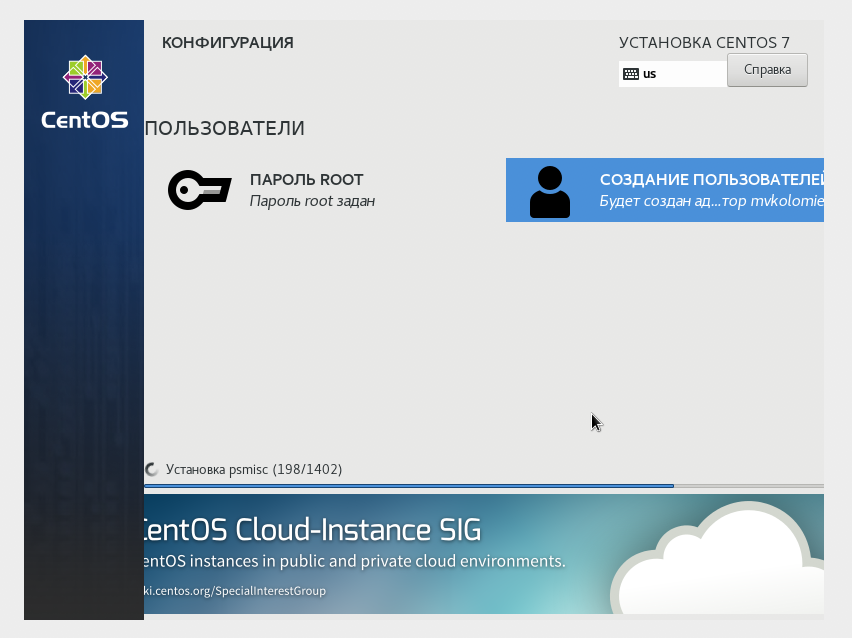 КОНФИГУРАЦИЯ
УСТАНОВКА CENTOS 7
us
Справка
CentOS
ПОЛЬЗОВАТЕЛИ
ПАРОЛЬ ROOT
Пароль root задан
СОЗДАНИЕ ПОЛЬЗОВАТЕЛЕЙ
Будет создан ад...тор mvkolomie
Установка psmisc (198/1402)
CentOS Cloud-Instance SIG
entOS instances in public and private cloud environments.
ki.centos.org/SpecialInterestGroup